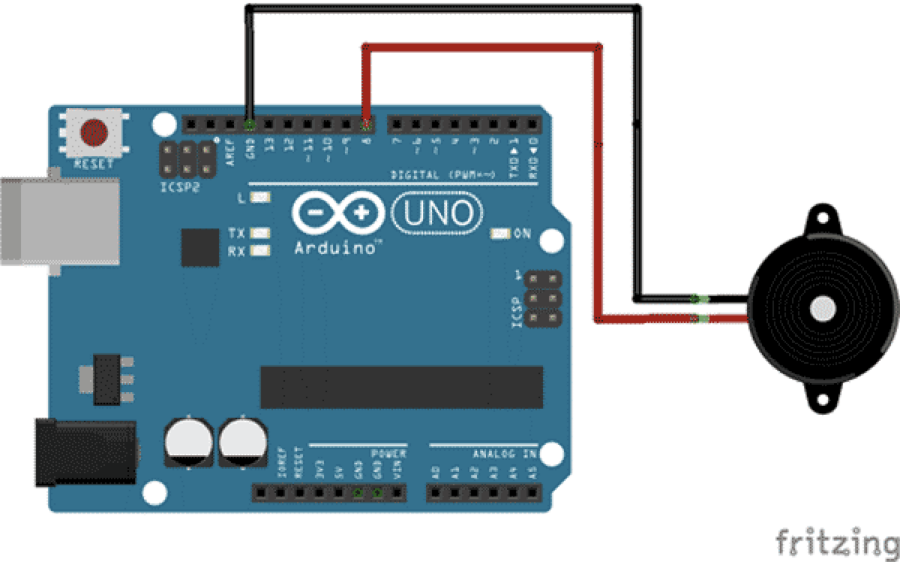 RESET
ICSP2
AREF
GND
13
12
~11
~10
~9
8
7
~6
~5
4
~3
2
TXD▶1
RXD◀0
DIGITAL (PWM=~)
L
TX
RX
UNO
Arduino™
ON
1
ICSP
IOREF
RESET
3V3
5V
GND
GND
VIN
POWER
ANALOG IN
A0
A1
A2
A3
A4
A5
fritzing